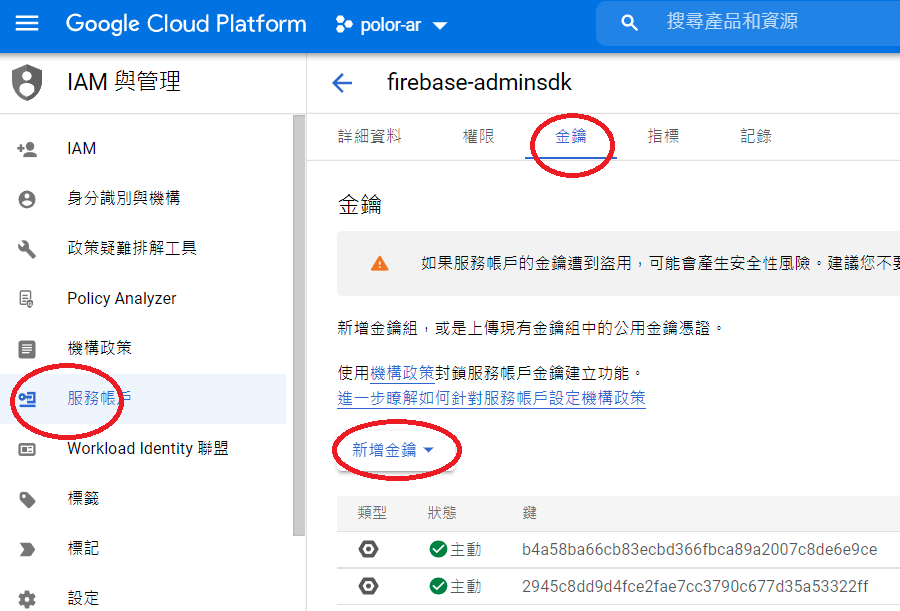 Google Cloud Platform polor-ar 搜尋產品和資源
IAM 與管理
firebase-adminsdk
詳細資料 權限 金鑰 指標 記錄
IAM
身分識別與機構
政策疑難排解工具
Policy Analyzer
機構政策
服務帳戶
Workload Identity 聯盟
標籤
標記
設定
金鑰
如果服務帳戶的金鑰遭到盜用，可能會產生安全性風險。建議您不要
新增金鑰組，或是上傳現有金鑰組中的公用金鑰憑證。
使用機構政策封鎖服務帳戶金鑰建立功能。
進一步瞭解如何針對服務帳戶設定機構政策
新增金鑰
類型 狀態 鍵
主動 b4a58ba66cb83ecbd366fbca89a2007c8de6e9ce
主動 2945c8dd9d4fce2fae7cc3790c677d35a53322ff